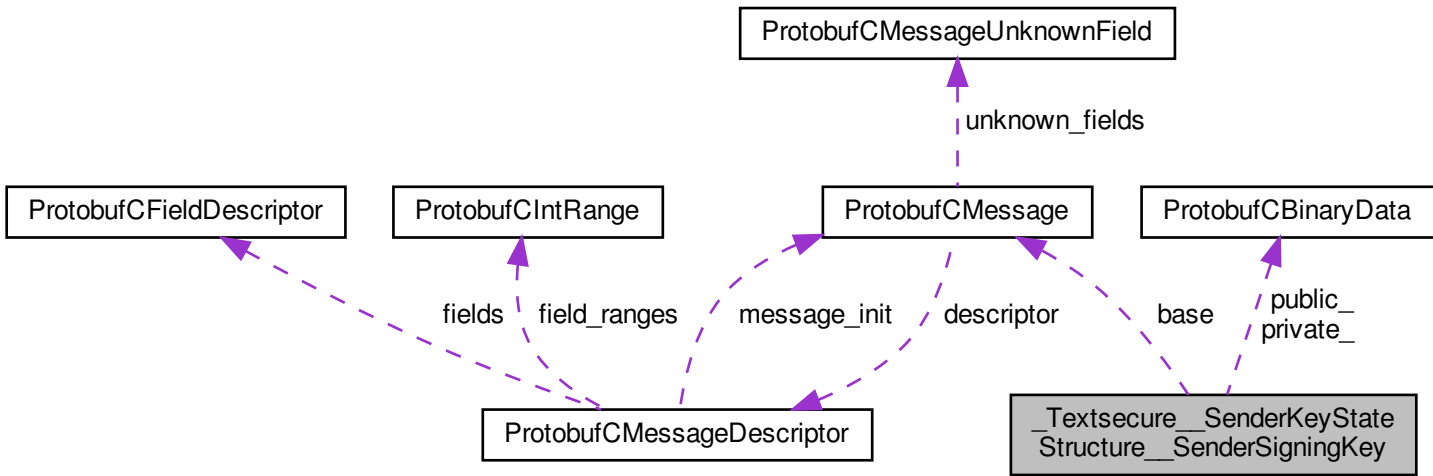 ProtobufCMessageUnknownField
unknown_fields
ProtobufCFieldDescriptor
ProtobufCIntRange
ProtobufCMessage
ProtobufCBinaryData
fields
field_ranges
message_init
descriptor
base
public_
private_
ProtobufCMessageDescriptor
_Textsecure__SenderKeyState
Structure__SenderSigningKey